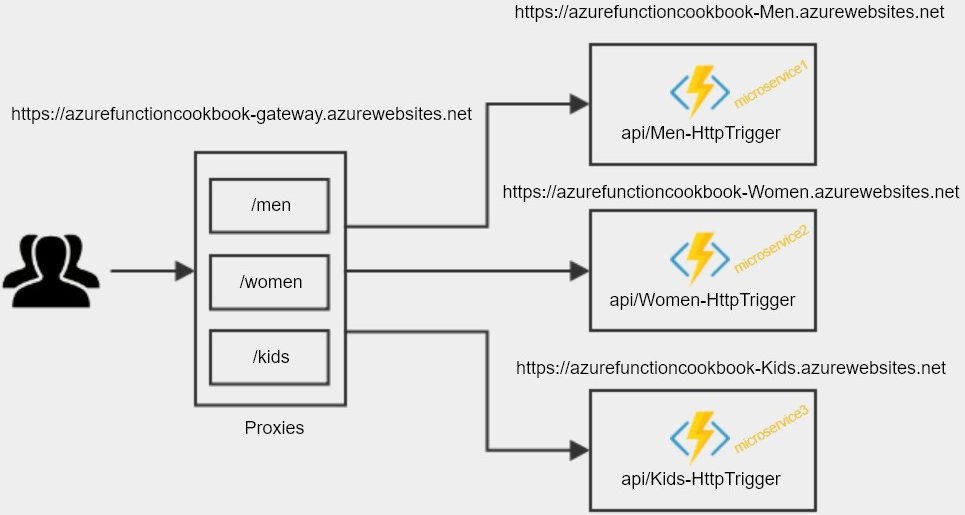 https://azurefunctioncookbook-Men.azurewebsites.net
microservice1
api/Men-HttpTrigger
https://azurefunctioncookbook-gateway.azurewebsites.net
/men
/women
/kids
Proxies
https://azurefunctioncookbook-Women.azurewebsites.net
microservice2
api/Women-HttpTrigger
https://azurefunctioncookbook-Kids.azurewebsites.net
microservice3
api/Kids-HttpTrigger